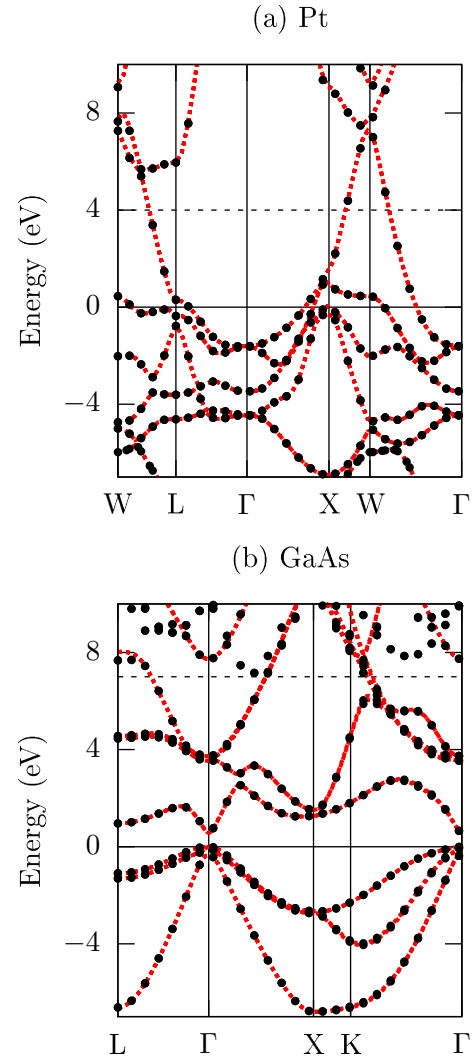 (a) Pt
Energy (eV)
8
4
0
−4
W L Γ X W Γ
(b) GaAs
Energy (eV)
8
4
0
−4
L Γ X K Γ